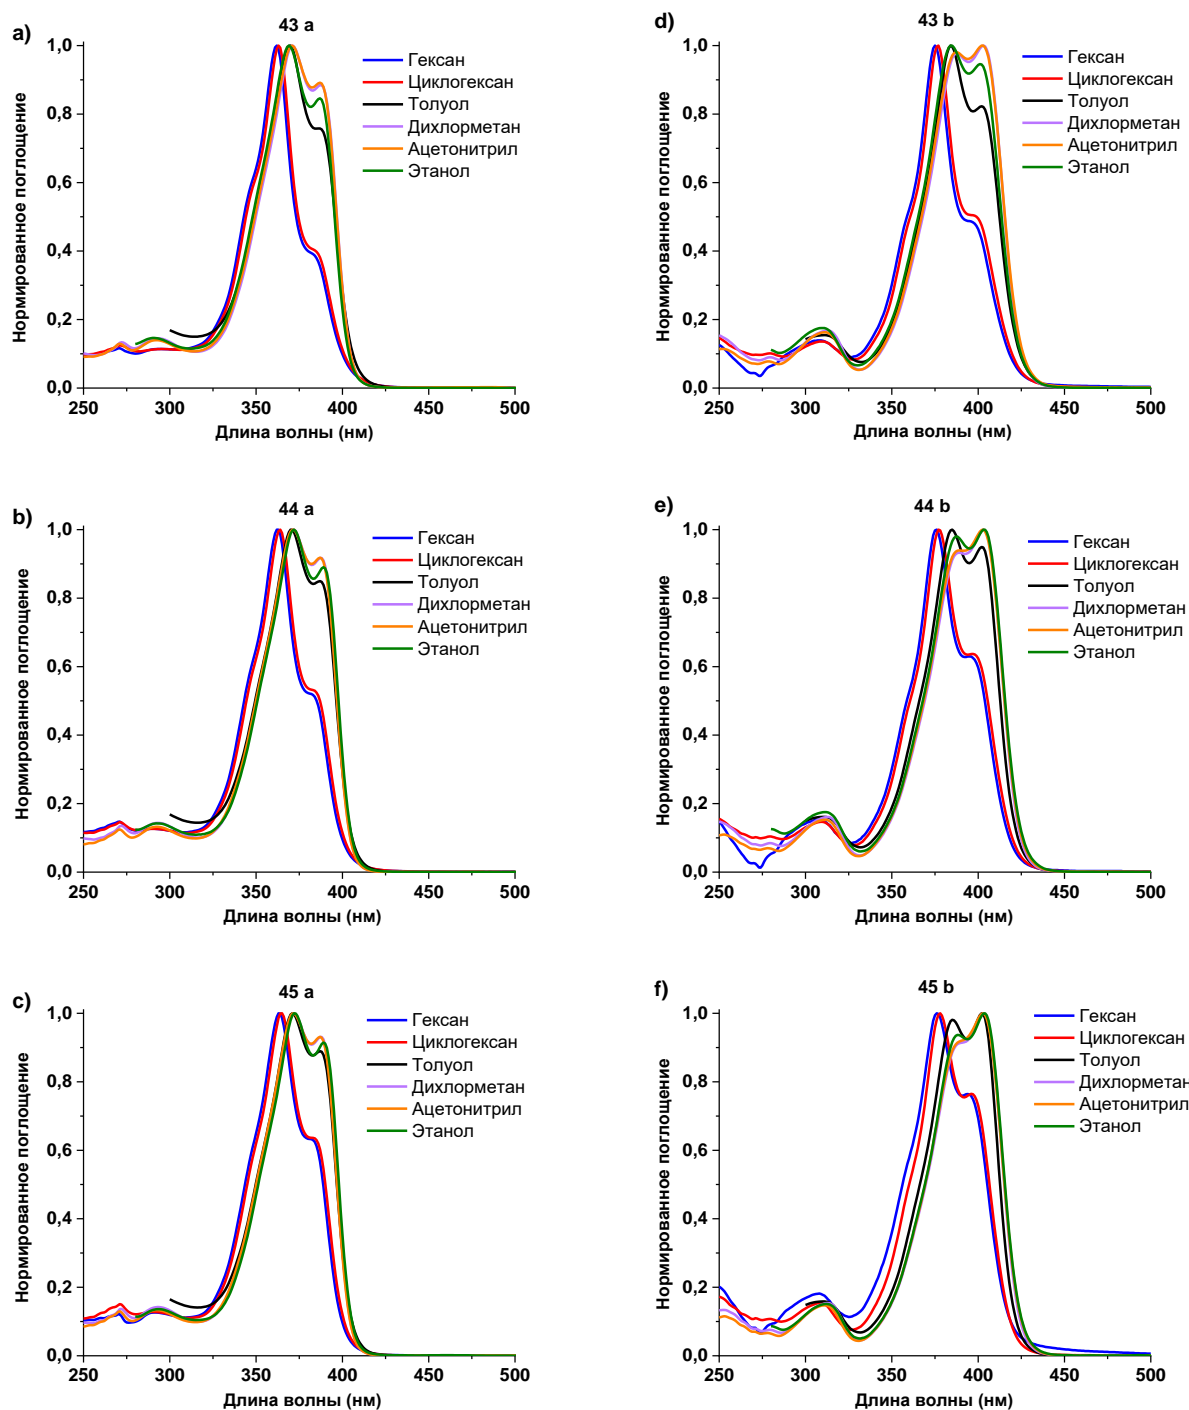 a)
43 a
Нормированное поглощение
1,0
0,8
0,6
0,4
0,2
0,0
250 300 350 400 450 500
Длина волны (нм)
Гексан
Циклогексан
Толуол
Дихлорметан
Ацетонитрил
Этанол
d)
43 b
Нормированное поглощение
1,0
0,8
0,6
0,4
0,2
0,0
250 300 350 400 450 500
Длина волны (нм)
Гексан
Циклогексан
Толуол
Дихлорметан
Ацетонитрил
Этанол
b)
44 a
Нормированное поглощение
1,0
0,8
0,6
0,4
0,2
0,0
250 300 350 400 450 500
Длина волны (нм)
Гексан
Циклогексан
Толуол
Дихлорметан
Ацетонитрил
Этанол
e)
44 b
Нормированное поглощение
1,0
0,8
0,6
0,4
0,2
0,0
250 300 350 400 450 500
Длина волны (нм)
Гексан
Циклогексан
Толуол
Дихлорметан
Ацетонитрил
Этанол
c)
45 a
Нормированное поглощение
1,0
0,8
0,6
0,4
0,2
0,0
250 300 350 400 450 500
Длина волны (нм)
Гексан
Циклогексан
Толуол
Дихлорметан
Ацетонитрил
Этанол
f)
45 b
Нормированное поглощение
1,0
0,8
0,6
0,4
0,2
0,0
250 300 350 400 450 500
Длина волны (нм)
Гексан
Циклогексан
Толуол
Дихлорметан
Ацетонитрил
Этанол